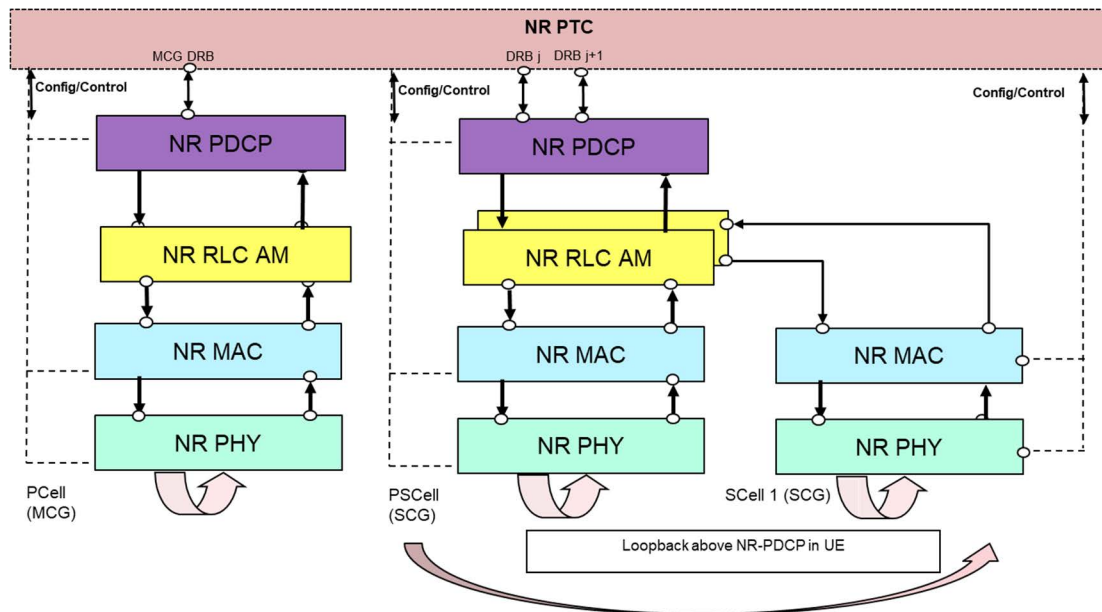 NR PTC
MCG DRB
DRB j
DRB j+1
Config/Control
Config/Control
Config/Control
NR PDCP
NR PDCP
NR RLC AM
NR RLC AM
NR MAC
NR MAC
NR MAC
NR PHY
NR PHY
NR PHY
PCell
(MCG)
PSCell
(SCG)
SCell 1 (SCG)
Loopback above NR-PDCP in UE